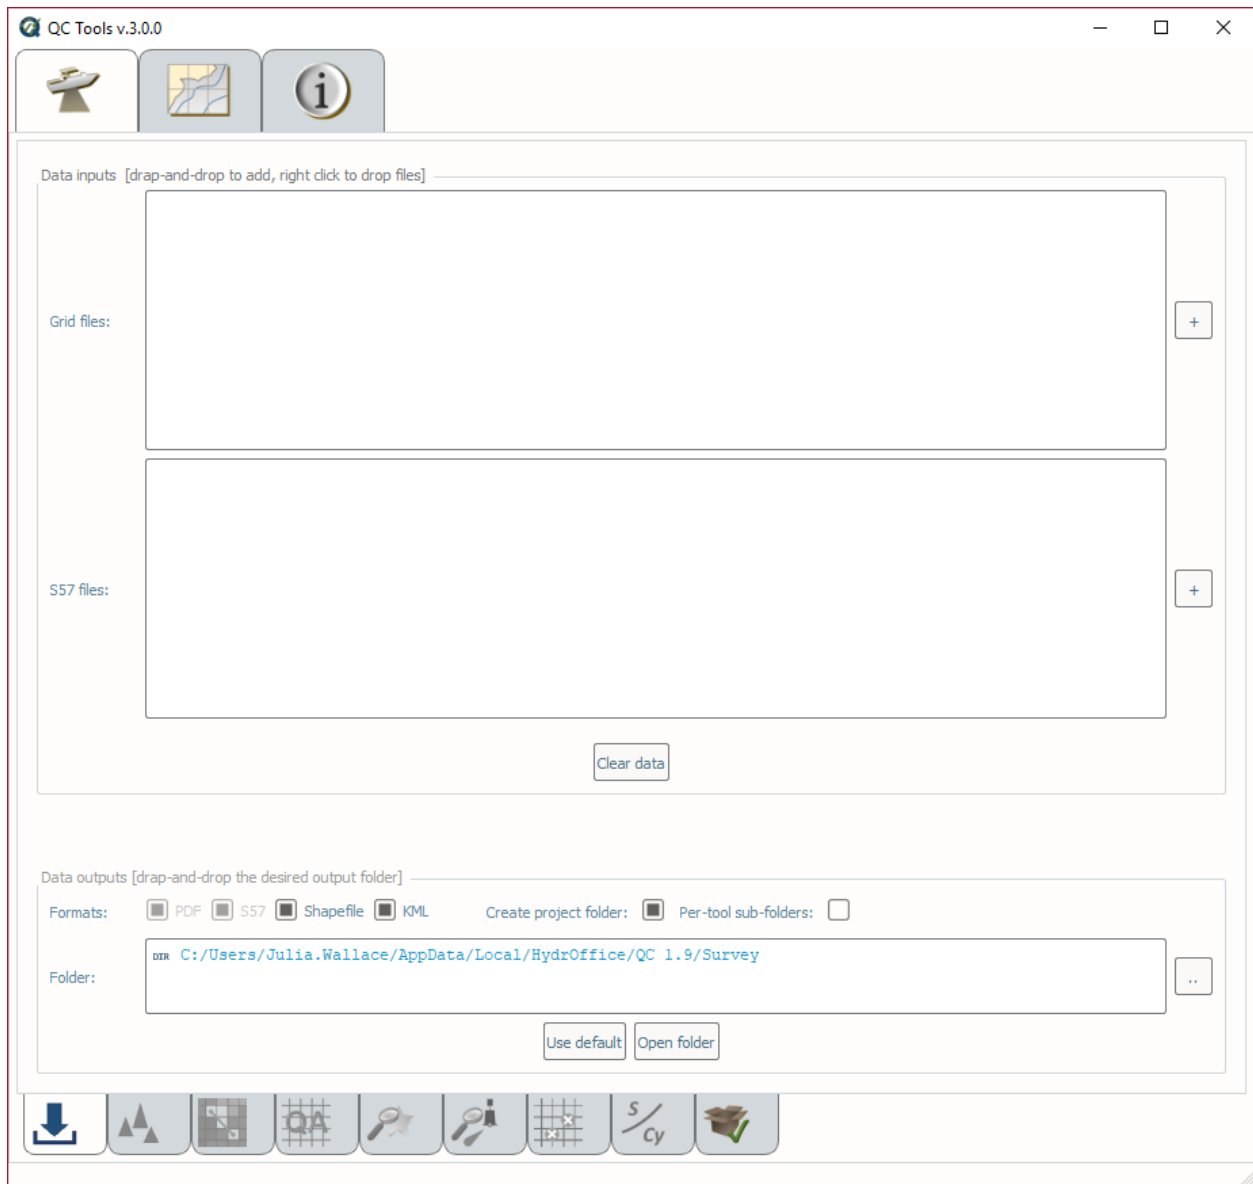 QC Tools v.3.0.0
i
Data inputs [drap-and-drop to add, right click to drop files]
Grid files:
+
S57 files:
+
Clear data
Data outputs [drap-and-drop the desired output folder]
Formats: PDF S57 Shapefile KML Create project folder: Per-tool sub-folders:
DIR C:/Users/Julia.Wallace/AppData/Local/HydrOffice/QC 1.9/Survey
Folder:
..
Use default Open folder
QA
S/Cy